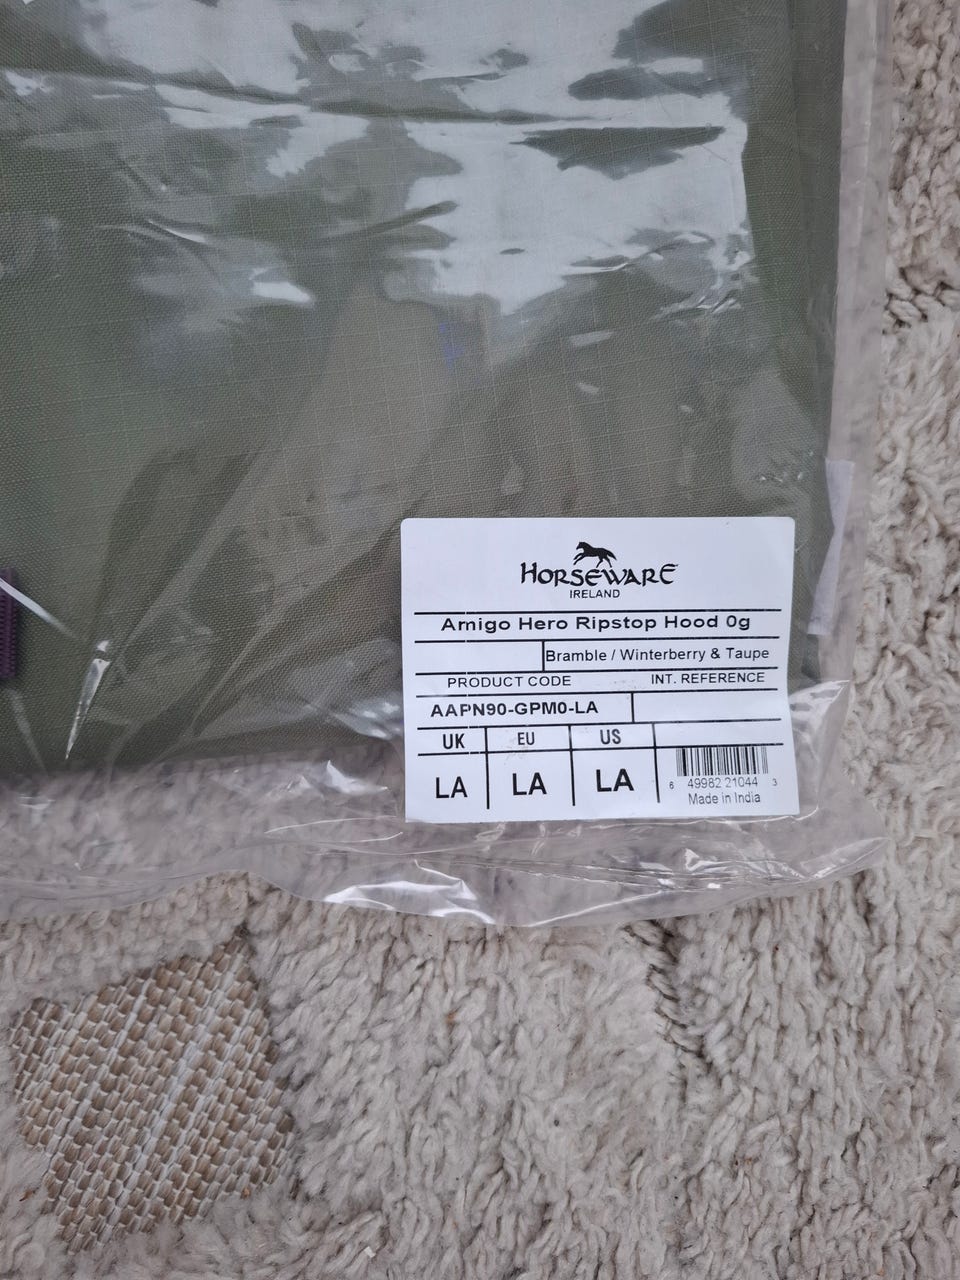 HORSEWARE
IRELAND
Amigo Hero Ripstop Hood 0g
Bramble / Winterberry & Taupe
PRODUCT CODE INT. REFERENCE
AAPN90-GPM0-LA
UK EU US
LA LA LA
6 49982 21044 3
Made in India